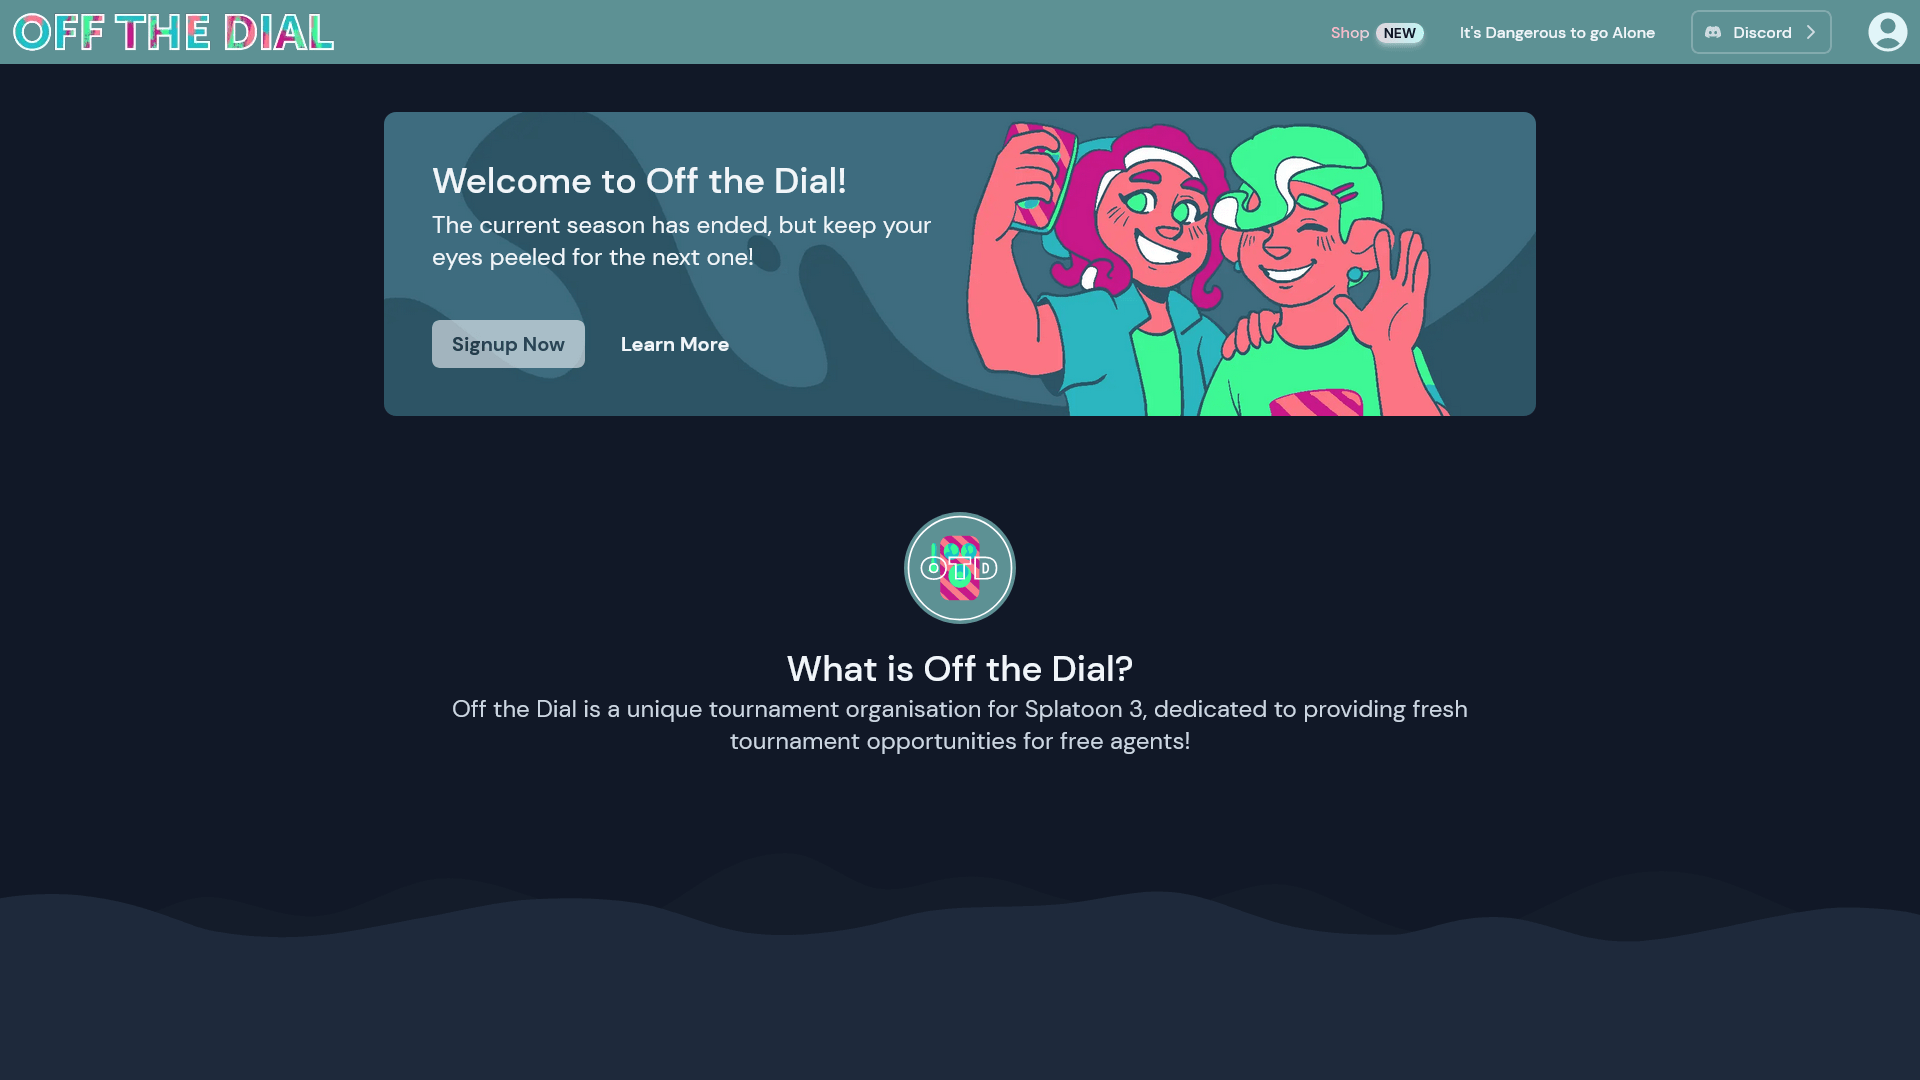 OFF THE DIAL
Shop NEW
It's Dangerous to go Alone
Discord
Welcome to Off the Dial!
The current season has ended, but keep your
eyes peeled for the next one!
Signup Now
Learn More
OTD
What is Off the Dial?
Off the Dial is a unique tournament organisation for Splatoon 3, dedicated to providing fresh
tournament opportunities for free agents!